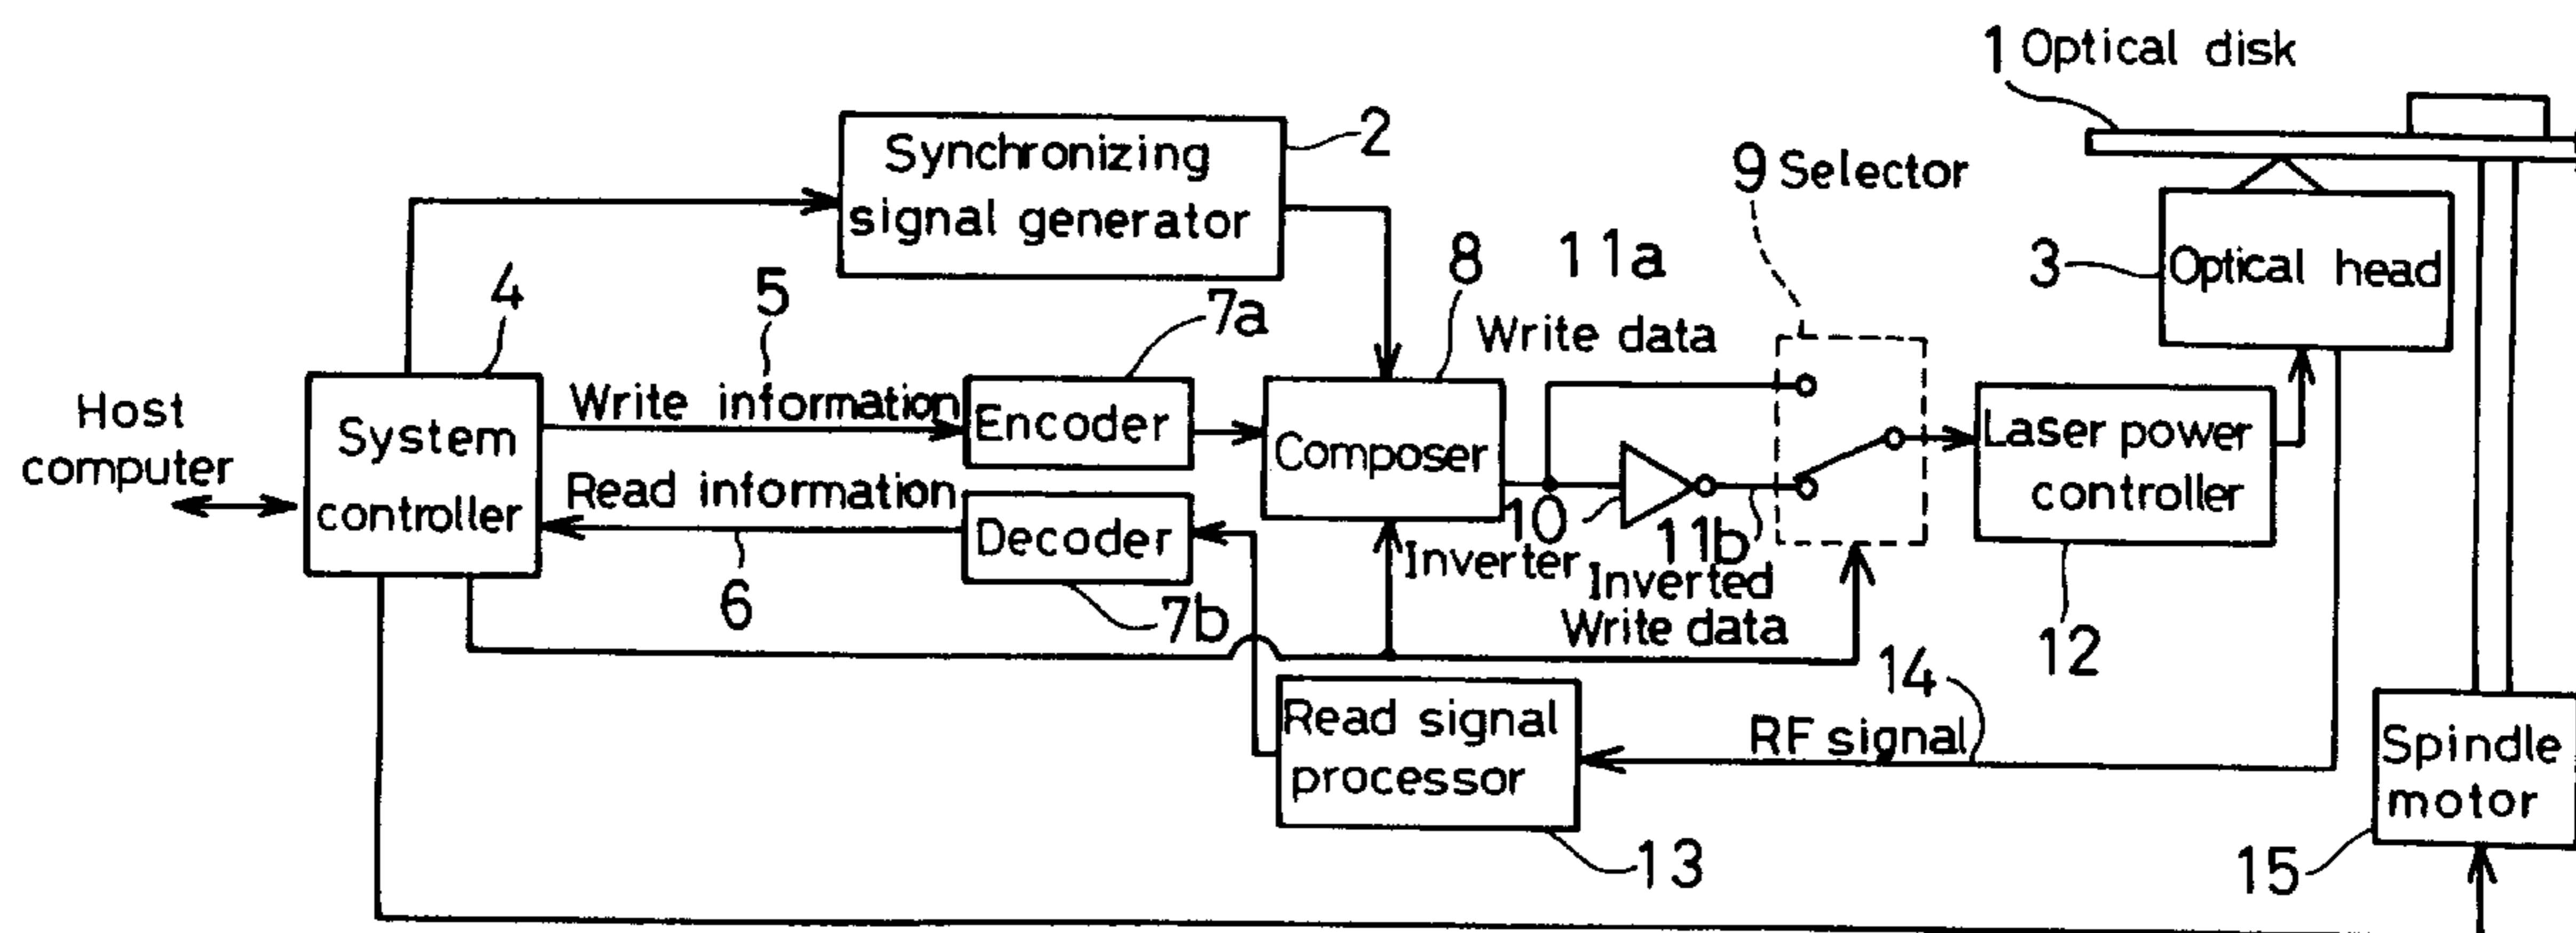 1 Optical disk
2
Synchronizing
signal generator
9 Selector
3
Optical head
4
5
7a
8
11a
Write data
Host
computer
System
controller
Write information
Encoder
Composer
Laser power
controller
Read information
Decoder
10
Inverter
11b
Inverted
Write data
6
7b
12
14
RF signal
Read signal
processor
13
Spindle
motor
15